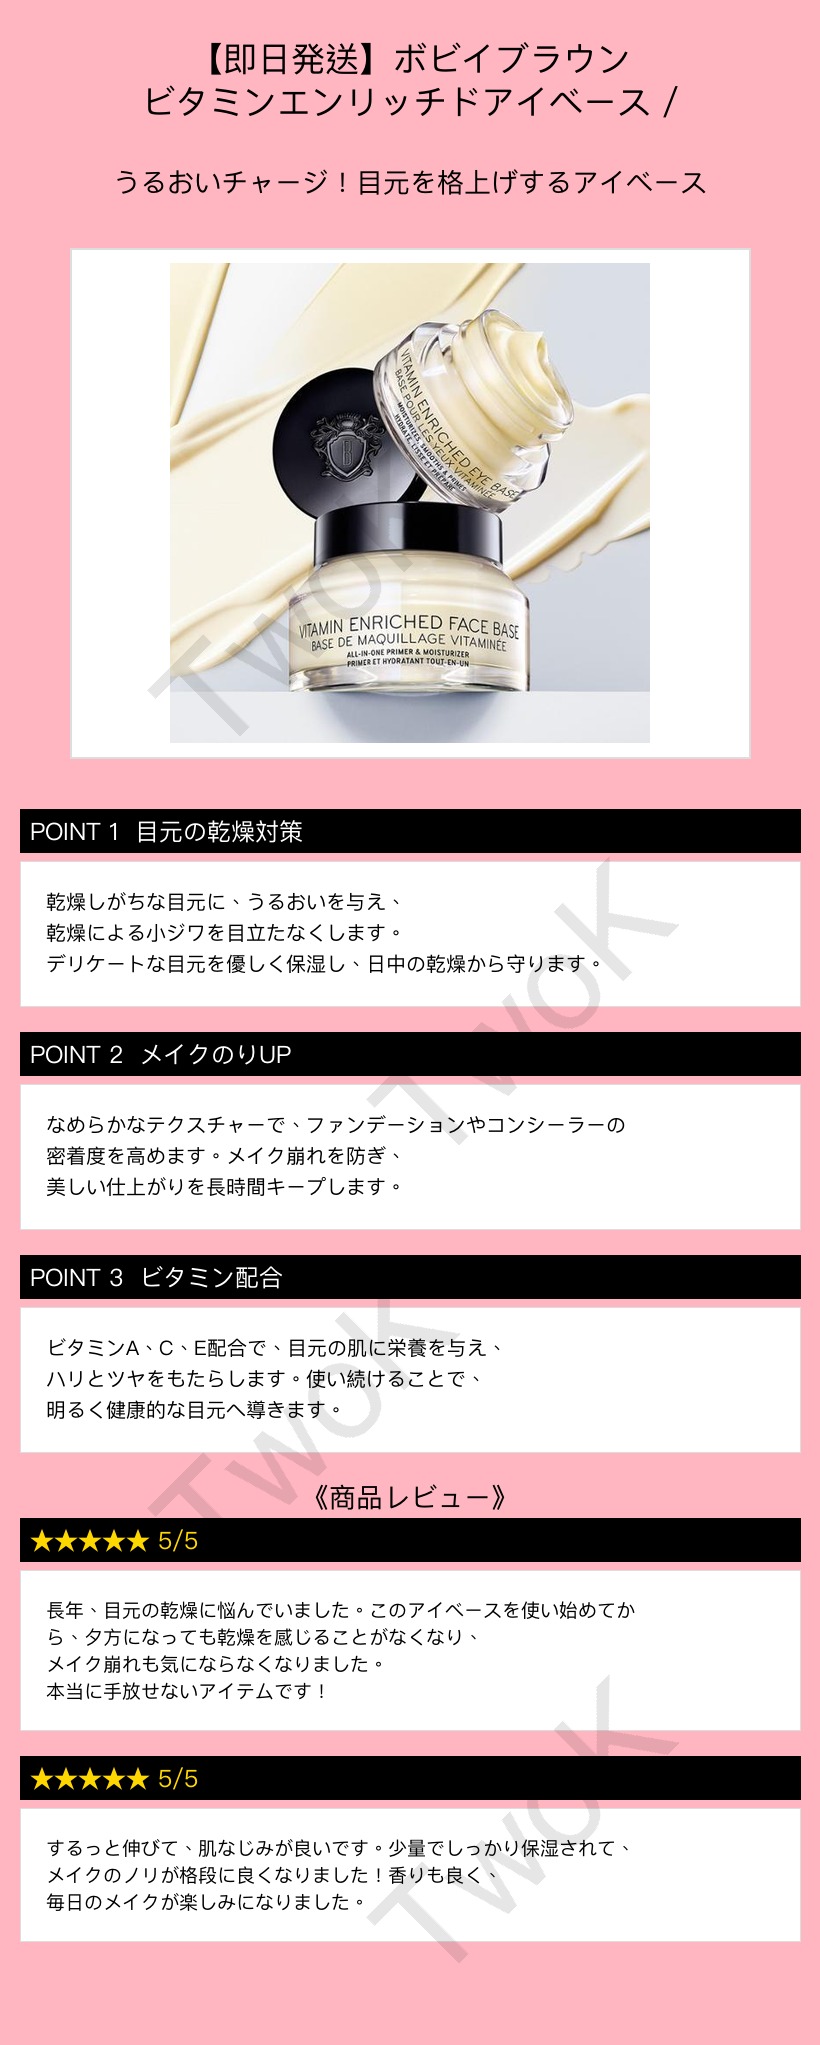 【即日発送】ボビイブラウン
ビタミンエンリッチドアイベース /
うるおいチャージ！目元を格上げするアイベース
VITAMIN ENRICHED EYE BASE
BASE POUR LES YEUX VITAMINÉE
MOISTURIZES, SMOOTHS & PRIMES
HYDRATE, LISSE ET PRÉPARE
B
VITAMIN ENRICHED FACE BASE
BASE DE MAQUILLAGE VITAMINÉE
ALL-IN-ONE PRIMER & MOISTURIZER
PRIMER ET HYDRATANT TOUT-EN-UN
TwoK
POINT 1 目元の乾燥対策
乾燥しがちな目元に、うるおいを与え、
乾燥による小ジワを目立たなくします。
デリケートな目元を優しく保湿し、日中の乾燥から守ります。
TwoK
POINT 2 メイクのりUP
なめらかなテクスチャーで、ファンデーションやコンシーラーの
密着度を高めます。メイク崩れを防ぎ、
美しい仕上がりを長時間キープします。
POINT 3 ビタミン配合
ビタミンA、C、E配合で、目元の肌に栄養を与え、
ハリとツヤをもたらします。使い続けることで、
明るく健康的な目元へ導きます。
TwoK
《商品レビュー》
★★★★★ 5/5
長年、目元の乾燥に悩んでいました。このアイベースを使い始めてか
ら、夕方になっても乾燥を感じることがなくなり、
メイク崩れも気にならなくなりました。
本当に手放せないアイテムです！
★★★★★ 5/5
するっと伸びて、肌なじみが良いです。少量でしっかり保湿されて、
メイクのノリが格段に良くなりました！香りも良く、
毎日のメイクが楽しみになりました。
TwoK